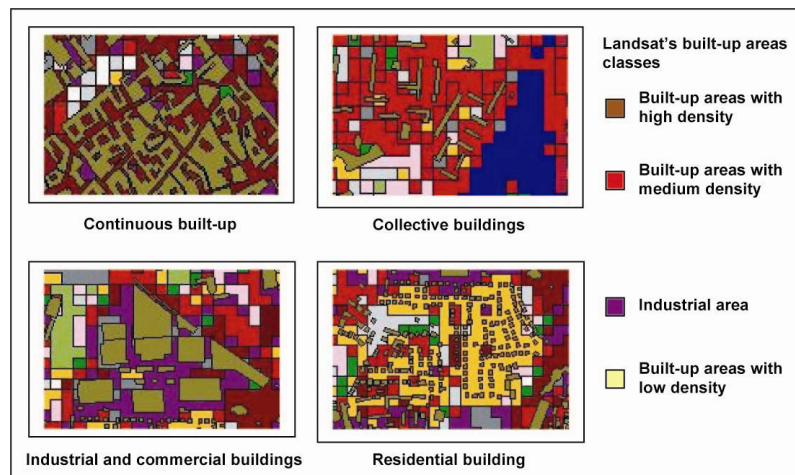 Landsat's built-up areas
classes
Built-up areas with
high density
Built-up areas with
medium density
Continuous built-up
Collective buildings
Industrial area
Built-up areas with
low density
Industrial and commercial buildings
Residential building